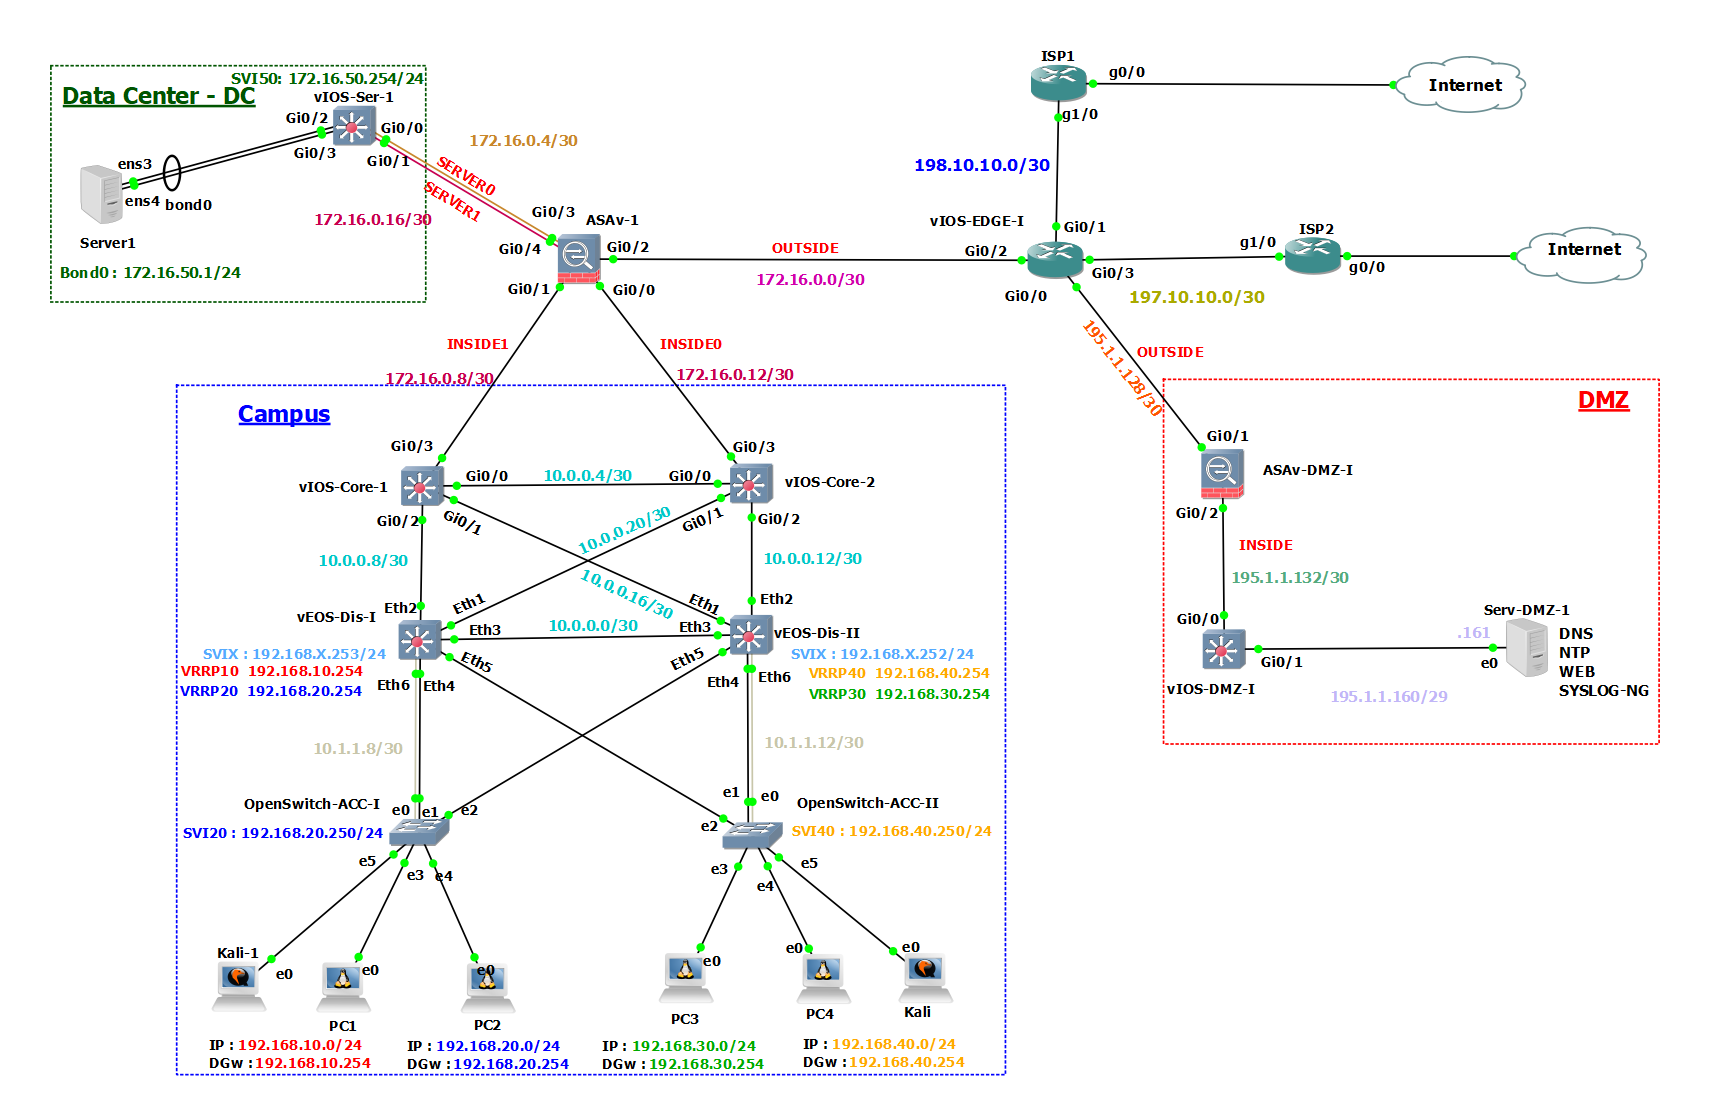 ISP1
g0/0
Internet
g1/0
198.10.10.0/30
SVI50: 172.16.50.254/24
Data Center - DC
vIOS-Ser-1
Gi0/2
Gi0/0
Gi0/3
Gi0/1
172.16.0.4/30
ens3
ens4
bond0
SERVER0
SERVER1
172.16.0.16/30
Server1
Bond0 : 172.16.50.1/24
Gi0/3
ASAv-1
Gi0/4
Gi0/2
OUTSIDE
172.16.0.0/30
Gi0/1
Gi0/0
vIOS-EDGE-I
Gi0/1
Gi0/2
Gi0/3
Gi0/0
g1/0
ISP2
g0/0
Internet
197.10.10.0/30
195.1.1.128/30
OUTSIDE
INSIDE1
INSIDE0
172.16.0.8/30
172.16.0.12/30
Campus
DMZ
Gi0/3
Gi0/3
vIOS-Core-1
Gi0/0
10.0.0.4/30
Gi0/0
vIOS-Core-2
Gi0/2
Gi0/1
10.0.0.20/30
Gi0/1
Gi0/2
10.0.0.8/30
10.0.0.16/30
10.0.0.12/30
Gi0/1
ASAv-DMZ-I
Gi0/2
INSIDE
195.1.1.132/30
Gi0/0
vIOS-DMZ-I
Gi0/1
195.1.1.160/29
.161
e0
Serv-DMZ-1
DNS
NTP
WEB
SYSLOG-NG
Eth2
Eth1
Eth1
Eth2
vEOS-Dis-I
Eth3
10.0.0.0/30
Eth3
vEOS-Dis-II
SVIX : 192.168.X.253/24
VRRP10 192.168.10.254
VRRP20 192.168.20.254
Eth5
Eth5
SVIX : 192.168.X.252/24
VRRP40 192.168.40.254
VRRP30 192.168.30.254
Eth6
Eth4
Eth4
Eth6
10.1.1.8/30
10.1.1.12/30
OpenSwitch-ACC-I
e0
e1
e2
SVI20 : 192.168.20.250/24
e1
e0
OpenSwitch-ACC-II
e2
SVI40 : 192.168.40.250/24
e5
e3
e4
e3
e4
e5
Kali-1
e0
e0
e0
e0
e0
e0
PC1
PC2
PC3
PC4
Kali
IP : 192.168.10.0/24
DGw : 192.168.10.254
IP : 192.168.20.0/24
DGw : 192.168.20.254
IP : 192.168.30.0/24
DGw : 192.168.30.254
IP : 192.168.40.0/24
DGw : 192.168.40.254